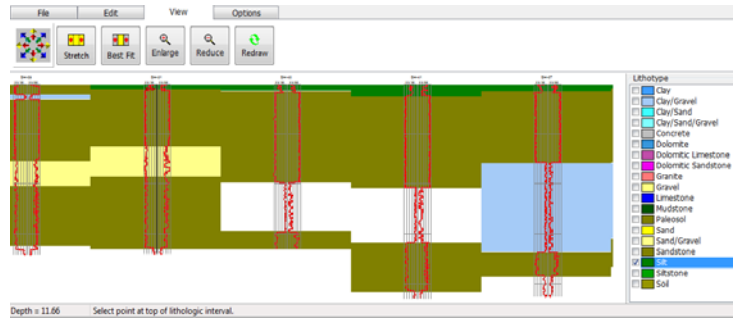 File Edit View Options
Stretch Best Fit Enlarge Reduce Redraw
Lithotype
Clay
Clay/Gravel
Clay/Sand
Clay/Sand/Gravel
Concrete
Dolomite
Dolomitic Limestone
Dolomitic Sandstone
Granite
Gravel
Limestone
Mudstone
Paleosol
Sand
Sand/Gravel
Sandstone
Silt
Siltstone
Soil
Depth = 11.66 Select point at top of lithologic interval.